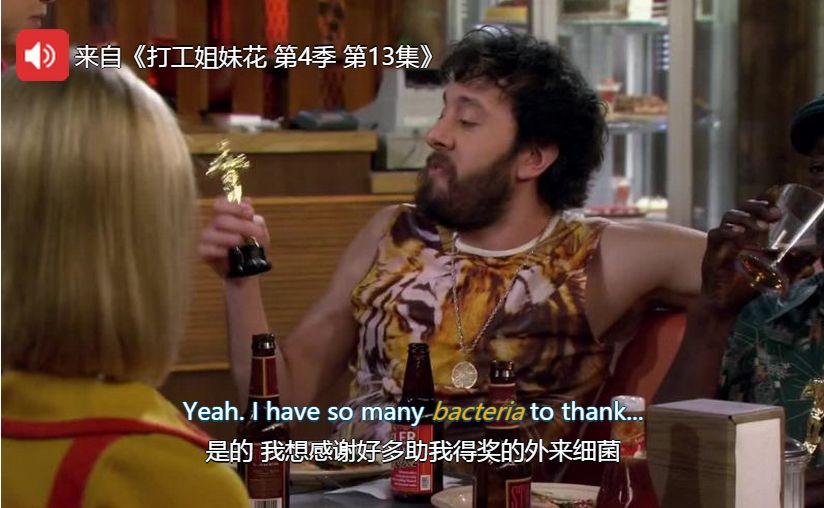 来自《打工姐妹花 第4季 第13集》
Yeah. I have so many bacteria to thank...
是的 我想感谢好多助我得奖的外来细菌